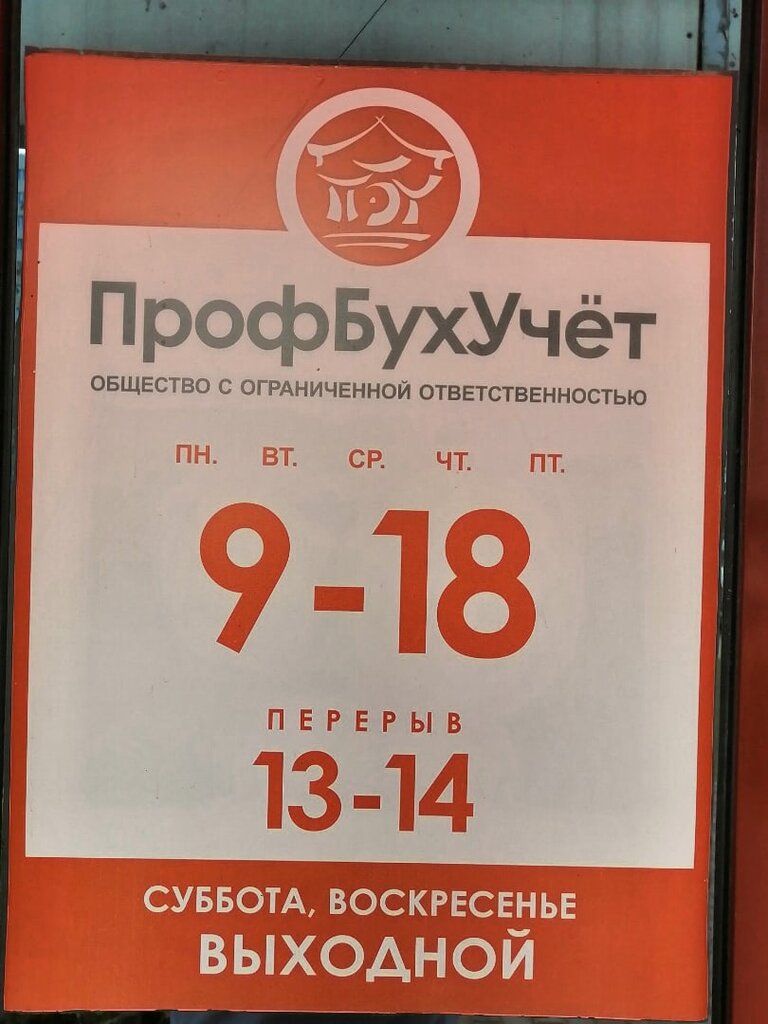 ПрофБухУчёт
ОБЩЕСТВО С ОГРАНИЧЕННОЙ ОТВЕТСТВЕННОСТЬЮ
ПН. ВТ. СР. ЧТ. ПТ.
9-18
ПЕРЕРЫВ
13-14
СУББОТА, ВОСКРЕСЕНЬЕ
ВЫХОДНОЙ